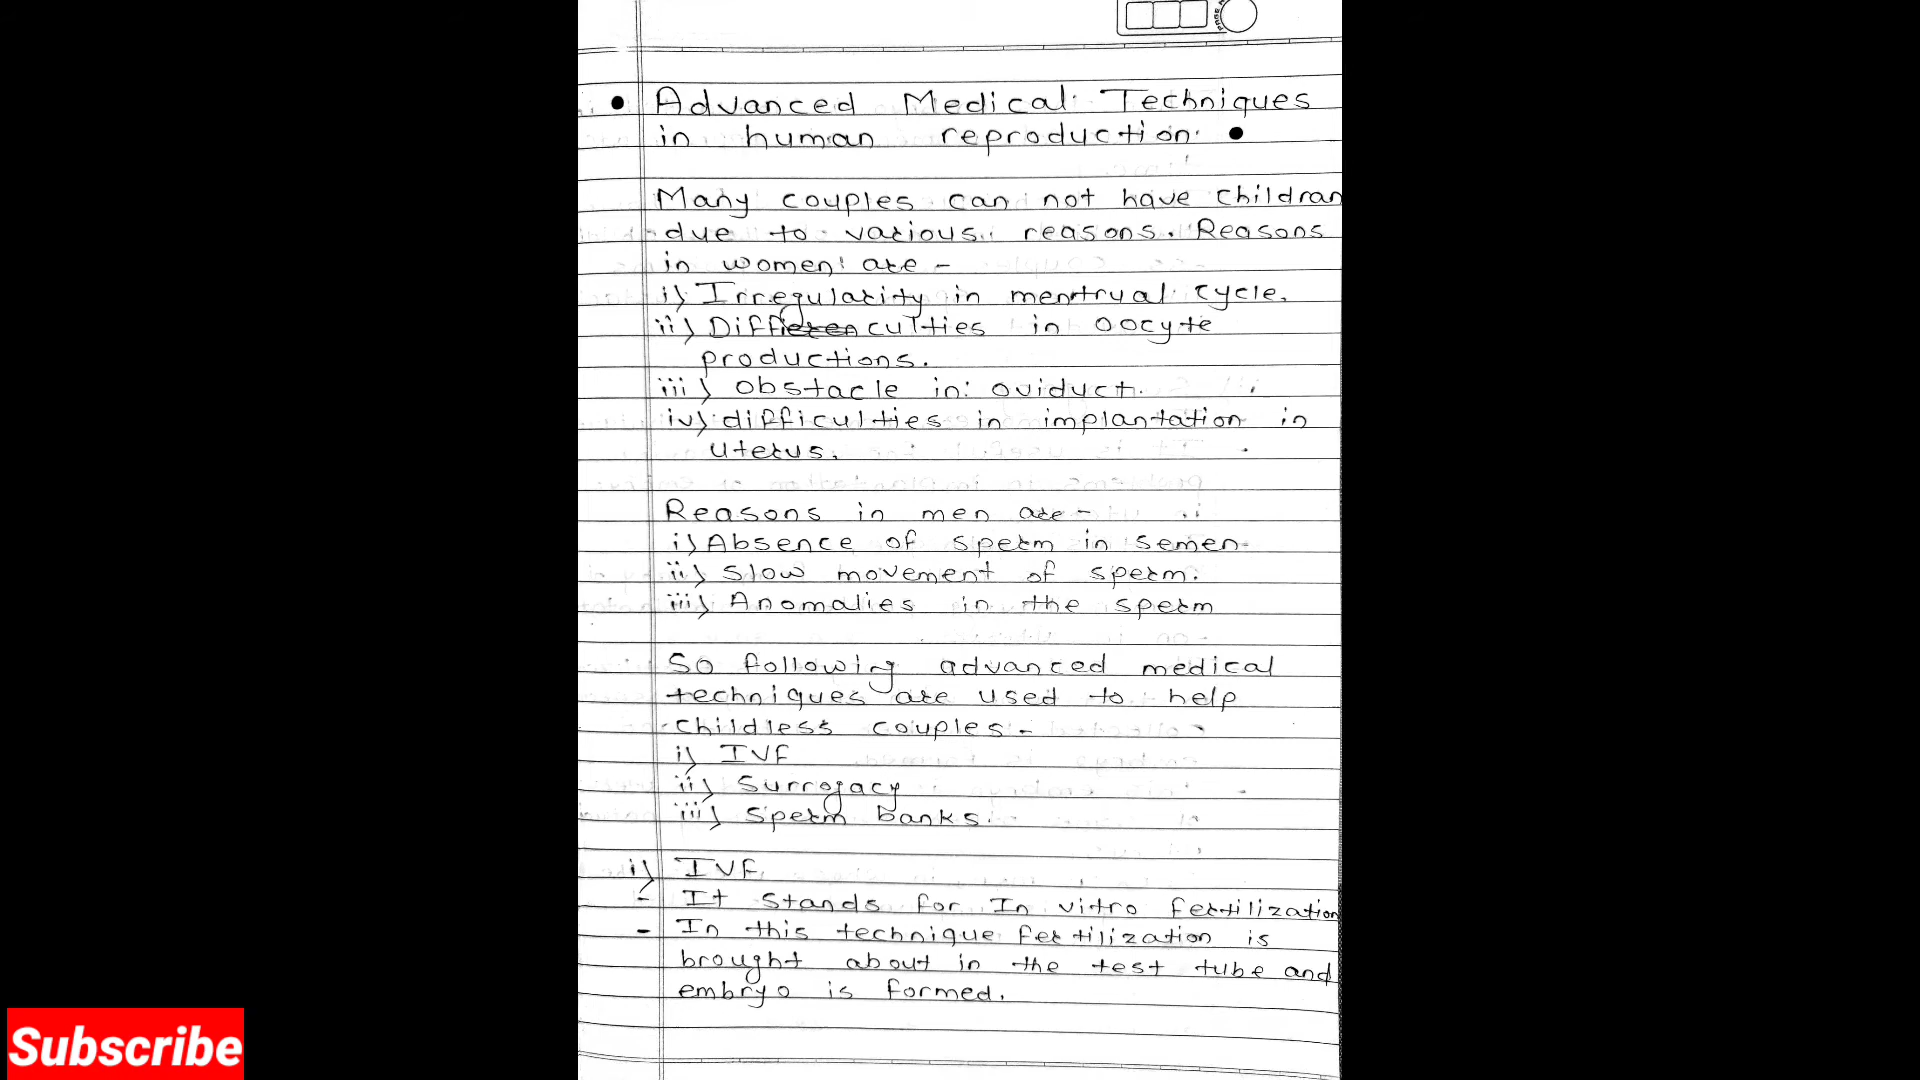 • Advanced Medical Techniques
in human reproduction. •
Many couples can not have childran
due to various reasons. Reasons
in women are -
i) Irregularity in menstryal cycle.
ii) Difficulties in oocyte
productions.
iii) obstacle in oviduct.
iv) difficulties in implantation in
uterus.
Reasons in men are -
i) Absence of sperm in semen.
ii) slow movement of sperm.
iii) Anomalies in the sperm
So following advanced medical
techniques are used to help
childless couples -
i) IVF
ii) Surrogacy
iii) Sperm banks.
i) IVF
- It stands for In vitro fertilization
- In this technique fertilization is
brought about in the test tube and
embryo is formed.
Subscribe